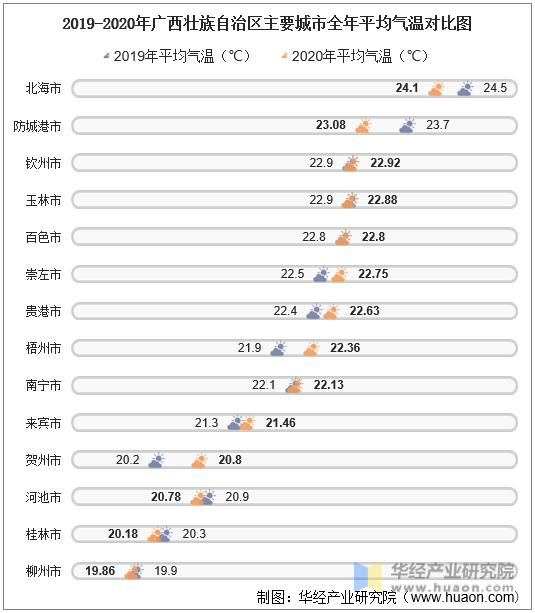 2019-2020年广西壮族自治区主要城市全年平均气温对比图
2019年平均气温（℃） 2020年平均气温（℃）
北海市 24.1 24.5
防城港市 23.08 23.7
钦州市 22.9 22.92
玉林市 22.9 22.88
百色市 22.8 22.8
崇左市 22.5 22.75
贵港市 22.4 22.63
梧州市 21.9 22.36
南宁市 22.1 22.13
来宾市 21.3 21.46
贺州市 20.2 20.8
河池市 20.78 20.9
桂林市 20.18 20.3
柳州市 19.86 19.9
华经产业研究院
www.huaon.com
制图：华经产业研究院（www.huaon.com）